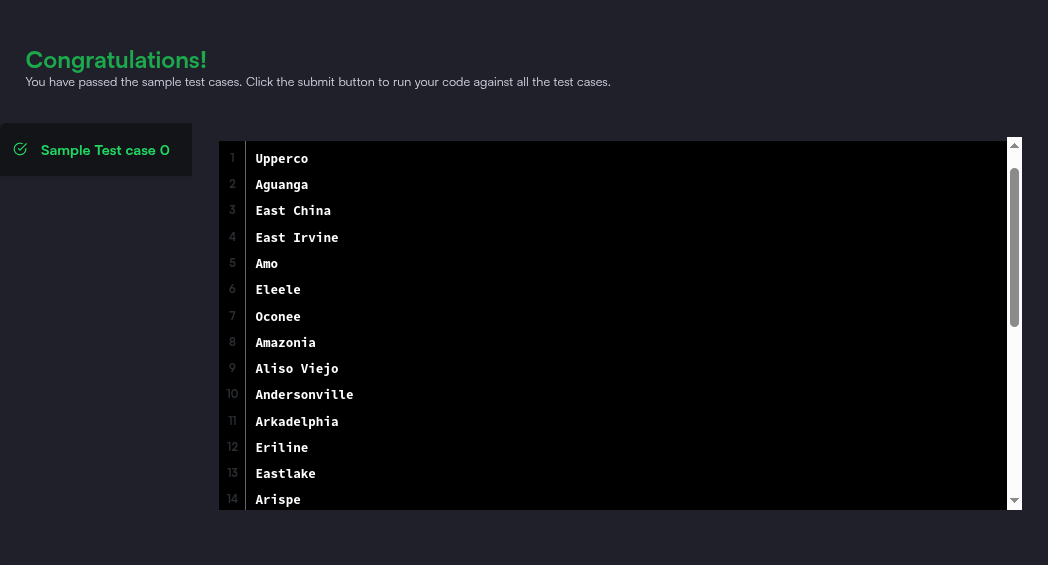 Congratulations!
You have passed the sample test cases. Click the submit button to run your code against all the test cases.
Sample Test case 0
1 Upperco
2 Aguanga
3 East China
4 East Irvine
5 Amo
6 Eleele
7 Oconee
8 Amazonia
9 Aliso Viejo
10 Andersonville
11 Arkadelphia
12 Eriline
13 Eastlake
14 Arispe